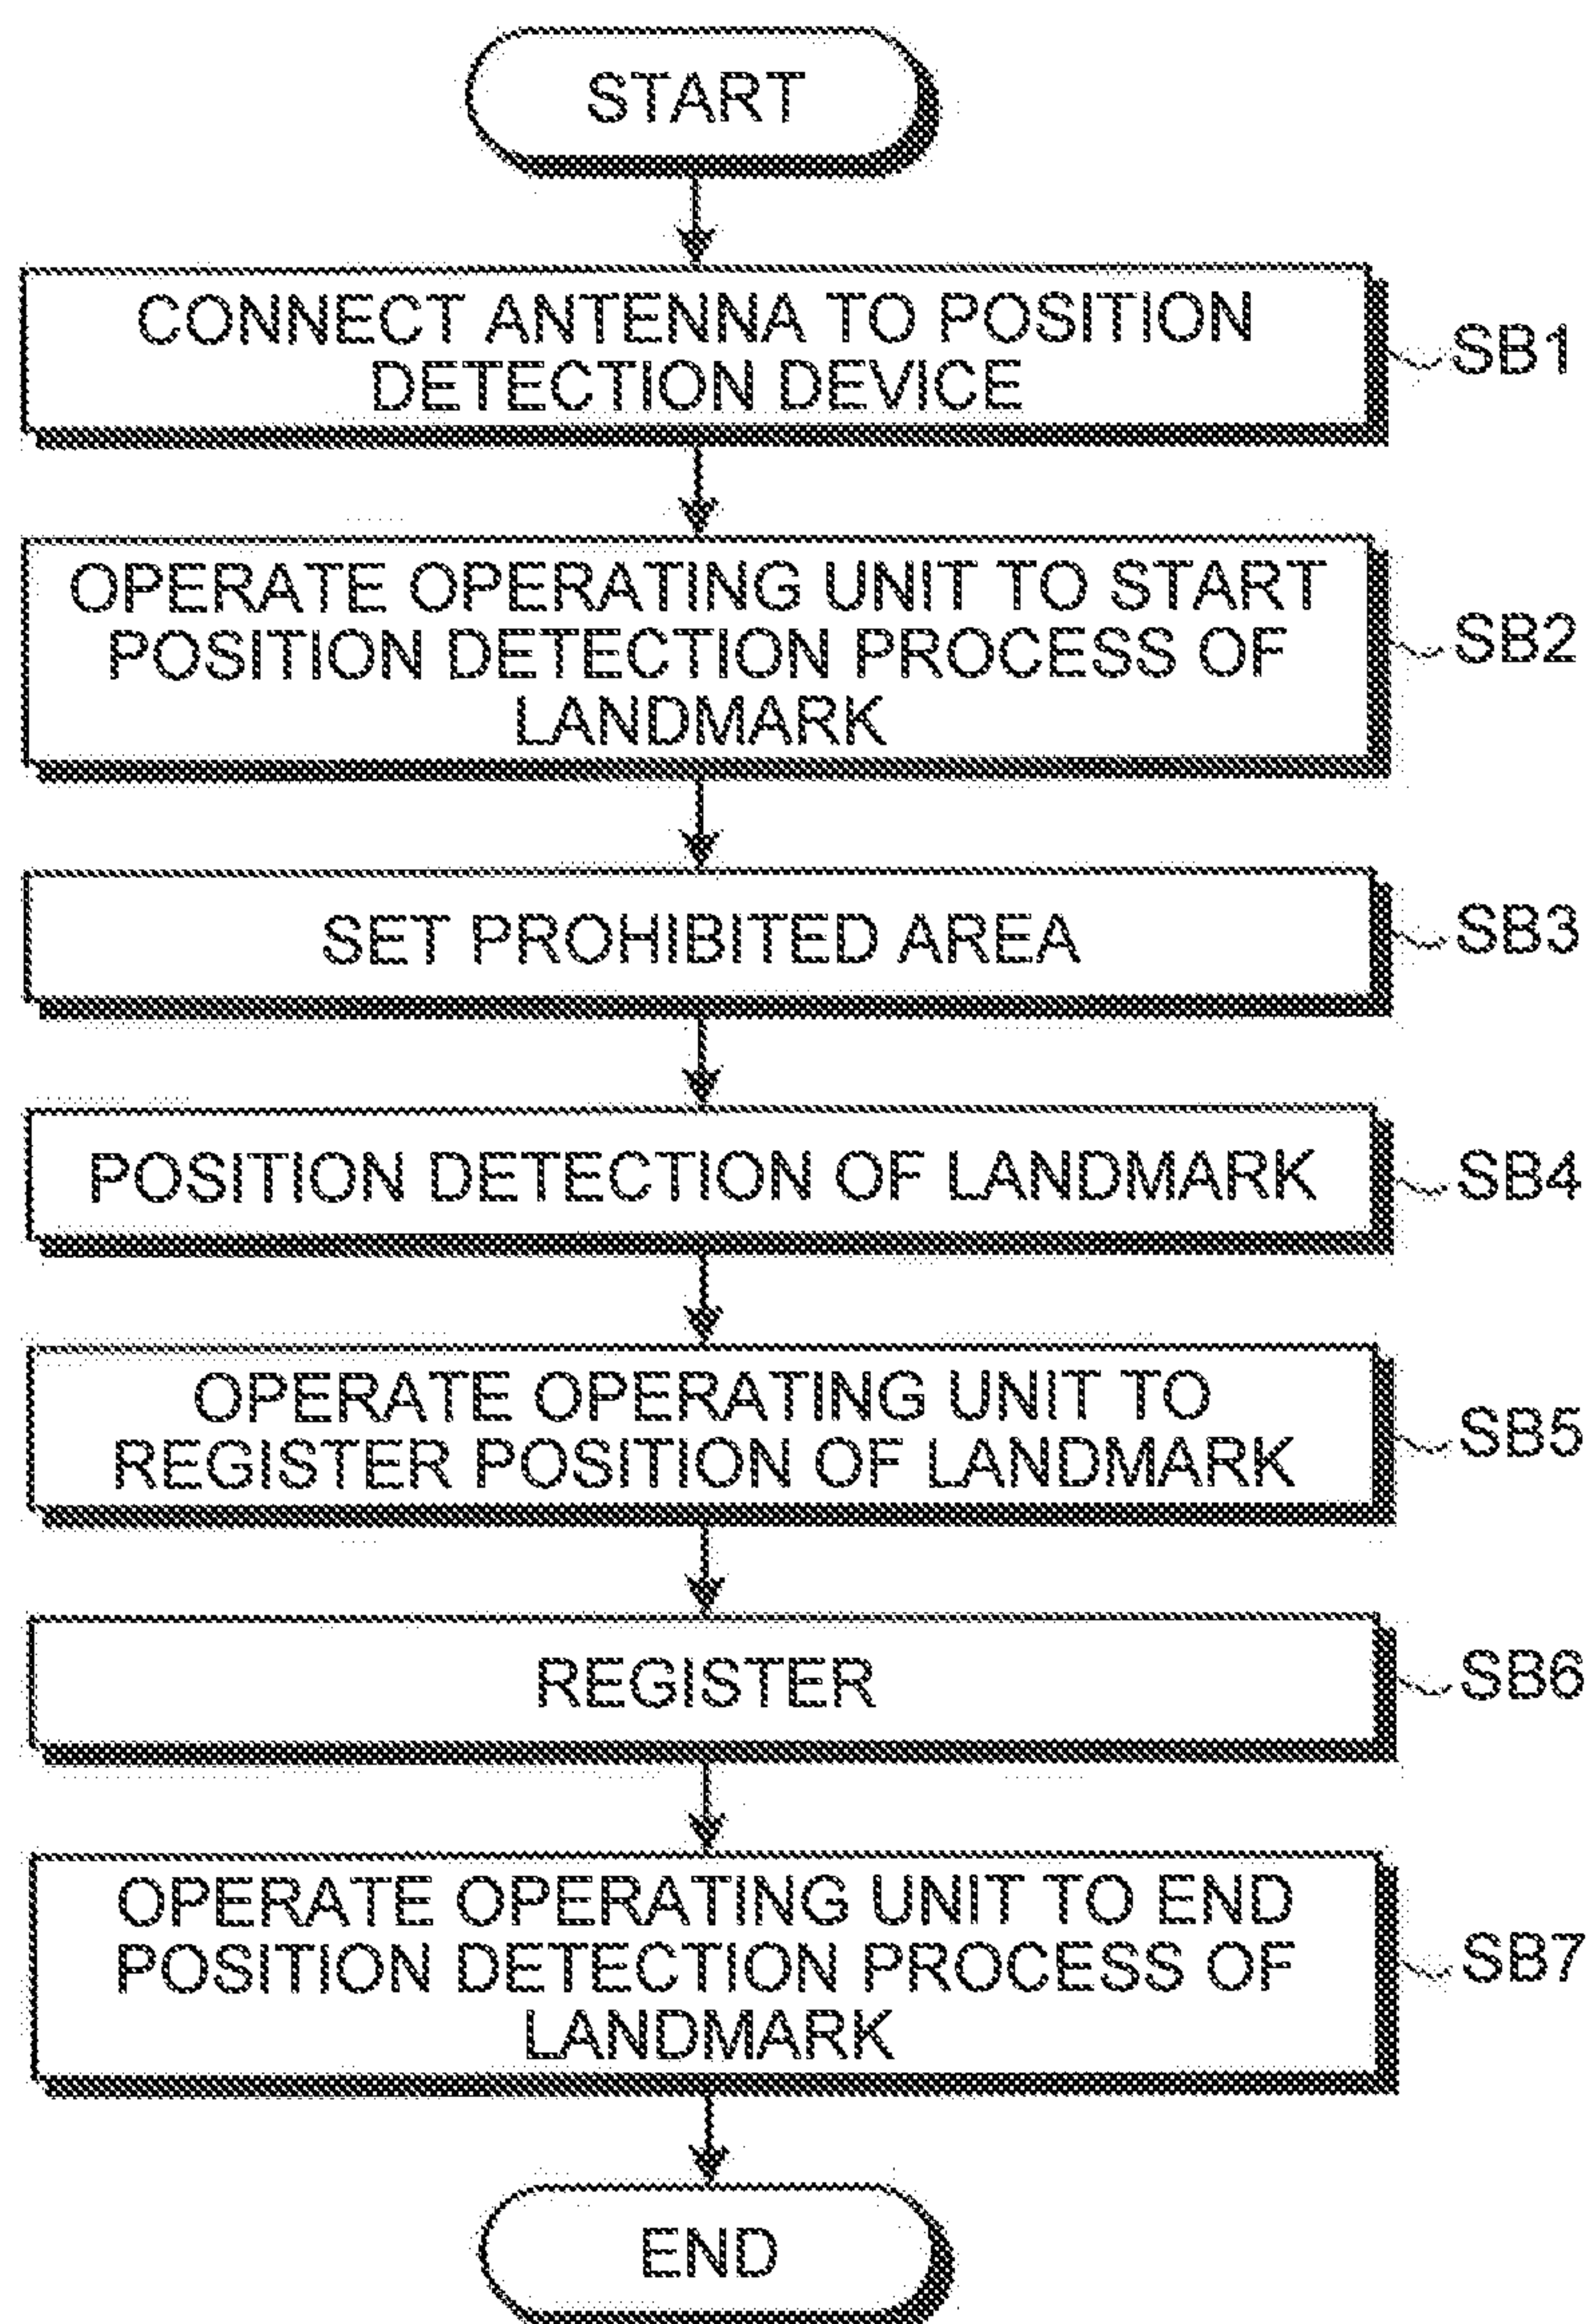 START
CONNECT ANTENNA TO POSITION
DETECTION DEVICE
SB1
OPERATE OPERATING UNIT TO START
POSITION DETECTION PROCESS OF
LANDMARK
SB2
SET PROHIBITED AREA
SB3
POSITION DETECTION OF LANDMARK
SB4
OPERATE OPERATING UNIT TO
REGISTER POSITION OF LANDMARK
SB5
REGISTER
SB6
OPERATE OPERATING UNIT TO END
POSITION DETECTION PROCESS OF
LANDMARK
SB7
END